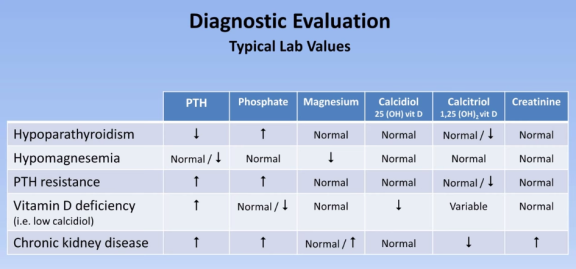 Diagnostic Evaluation
Typical Lab Values
PTH Phosphate Magnesium Calcidiol 25 (OH) vit D Calcitriol 1,25 (OH)₂ vit D Creatinine
Hypoparathyroidism ↓ ↑ Normal Normal Normal / ↓ Normal
Hypomagnesemia Normal / ↓ Normal ↓ Normal Normal Normal
PTH resistance ↑ ↑ Normal Normal Normal / ↓ Normal
Vitamin D deficiency (i.e. low calcidiol) ↑ Normal / ↓ Normal ↓ Variable Normal
Chronic kidney disease ↑ ↑ Normal / ↑ Normal ↓ ↑